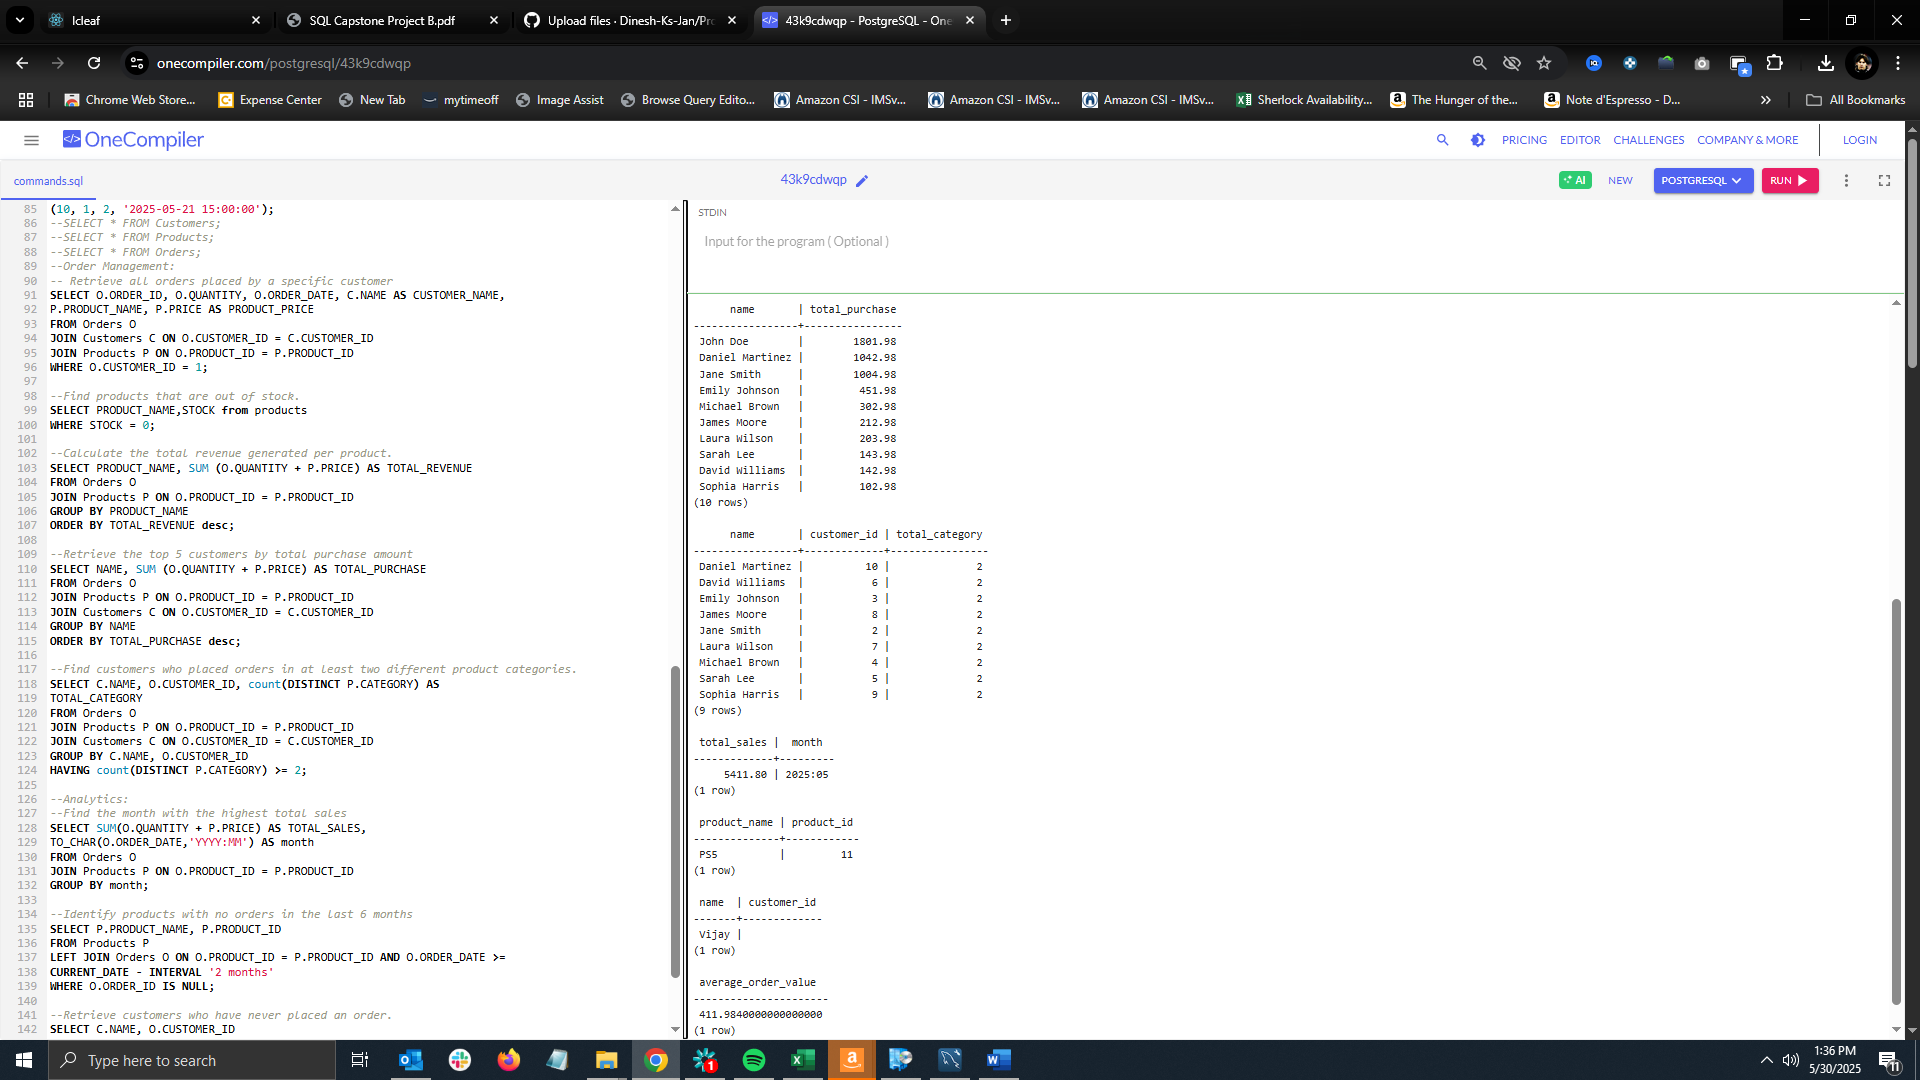 Icleaf
SQL Capstone Project B.pdf
Upload files · Dinesh-Ks-Jan/Pro
43k9cdwqp - PostgreSQL - One
onecompiler.com/postgresql/43k9cdwqp
Chrome Web Store...
Expense Center
New Tab
mytimeoff
Image Assist
Browse Query Edito...
Amazon CSI - IMSv...
Amazon CSI - IMSv...
Amazon CSI - IMSv...
Sherlock Availability...
The Hunger of the...
Note d'Espresso - D...
»
All Bookmarks
OneCompiler
PRICING
EDITOR
CHALLENGES
COMPANY & MORE
LOGIN
commands.sql
43k9cdwqp
AI
NEW
POSTGRESQL
RUN
85 (10, 1, 2, '2025-05-21 15:00:00');
86 --SELECT * FROM Customers;
87 --SELECT * FROM Products;
88 --SELECT * FROM Orders;
89 --Order Management:
90 -- Retrieve all orders placed by a specific customer
91 SELECT O.ORDER_ID, O.QUANTITY, O.ORDER_DATE, C.NAME AS CUSTOMER_NAME,
92 P.PRODUCT_NAME, P.PRICE AS PRODUCT_PRICE
93 FROM Orders O
94 JOIN Customers C ON O.CUSTOMER_ID = C.CUSTOMER_ID
95 JOIN Products P ON O.PRODUCT_ID = P.PRODUCT_ID
96 WHERE O.CUSTOMER_ID = 1;
97
98 --Find products that are out of stock.
99 SELECT PRODUCT_NAME,STOCK from products
100 WHERE STOCK = 0;
101
102 --Calculate the total revenue generated per product.
103 SELECT PRODUCT_NAME, SUM (O.QUANTITY + P.PRICE) AS TOTAL_REVENUE
104 FROM Orders O
105 JOIN Products P ON O.PRODUCT_ID = P.PRODUCT_ID
106 GROUP BY PRODUCT_NAME
107 ORDER BY TOTAL_REVENUE desc;
108
109 --Retrieve the top 5 customers by total purchase amount
110 SELECT NAME, SUM (O.QUANTITY + P.PRICE) AS TOTAL_PURCHASE
111 FROM Orders O
112 JOIN Products P ON O.PRODUCT_ID = P.PRODUCT_ID
113 JOIN Customers C ON O.CUSTOMER_ID = C.CUSTOMER_ID
114 GROUP BY NAME
115 ORDER BY TOTAL_PURCHASE desc;
116
117 --Find customers who placed orders in at least two different product categories.
118 SELECT C.NAME, O.CUSTOMER_ID, count(DISTINCT P.CATEGORY) AS
119 TOTAL_CATEGORY
120 FROM Orders O
121 JOIN Products P ON O.PRODUCT_ID = P.PRODUCT_ID
122 JOIN Customers C ON O.CUSTOMER_ID = C.CUSTOMER_ID
123 GROUP BY C.NAME, O.CUSTOMER_ID
124 HAVING count(DISTINCT P.CATEGORY) >= 2;
125
126 --Analytics:
127 --Find the month with the highest total sales
128 SELECT SUM(O.QUANTITY + P.PRICE) AS TOTAL_SALES,
129 TO_CHAR(O.ORDER_DATE,'YYYY:MM') AS month
130 FROM Orders O
131 JOIN Products P ON O.PRODUCT_ID = P.PRODUCT_ID
132 GROUP BY month;
133
134 --Identify products with no orders in the last 6 months
135 SELECT P.PRODUCT_NAME, P.PRODUCT_ID
136 FROM Products P
137 LEFT JOIN Orders O ON O.PRODUCT_ID = P.PRODUCT_ID AND O.ORDER_DATE >=
138 CURRENT_DATE - INTERVAL '2 months'
139 WHERE O.ORDER_ID IS NULL;
140
141 --Retrieve customers who have never placed an order.
142 SELECT C.NAME, O.CUSTOMER_ID
STDIN
Input for the program ( Optional )
name | total_purchase
-----------------+----------------
John Doe | 1801.98
Daniel Martinez | 1042.98
Jane Smith | 1004.98
Emily Johnson | 451.98
Michael Brown | 302.98
James Moore | 212.98
Laura Wilson | 203.98
Sarah Lee | 143.98
David Williams | 142.98
Sophia Harris | 102.98
(10 rows)
name | customer_id | total_category
-----------------+-------------+----------------
Daniel Martinez | 10 | 2
David Williams | 6 | 2
Emily Johnson | 3 | 2
James Moore | 8 | 2
Jane Smith | 2 | 2
Laura Wilson | 7 | 2
Michael Brown | 4 | 2
Sarah Lee | 5 | 2
Sophia Harris | 9 | 2
(9 rows)
total_sales | month
-------------+---------
5411.80 | 2025:05
(1 row)
product_name | product_id
--------------+------------
PS5 | 11
(1 row)
name | customer_id
-------+-------------
Vijay |
(1 row)
average_order_value
----------------------
411.9840000000000000
(1 row)
Type here to search
1
1:36 PM
5/30/2025
11